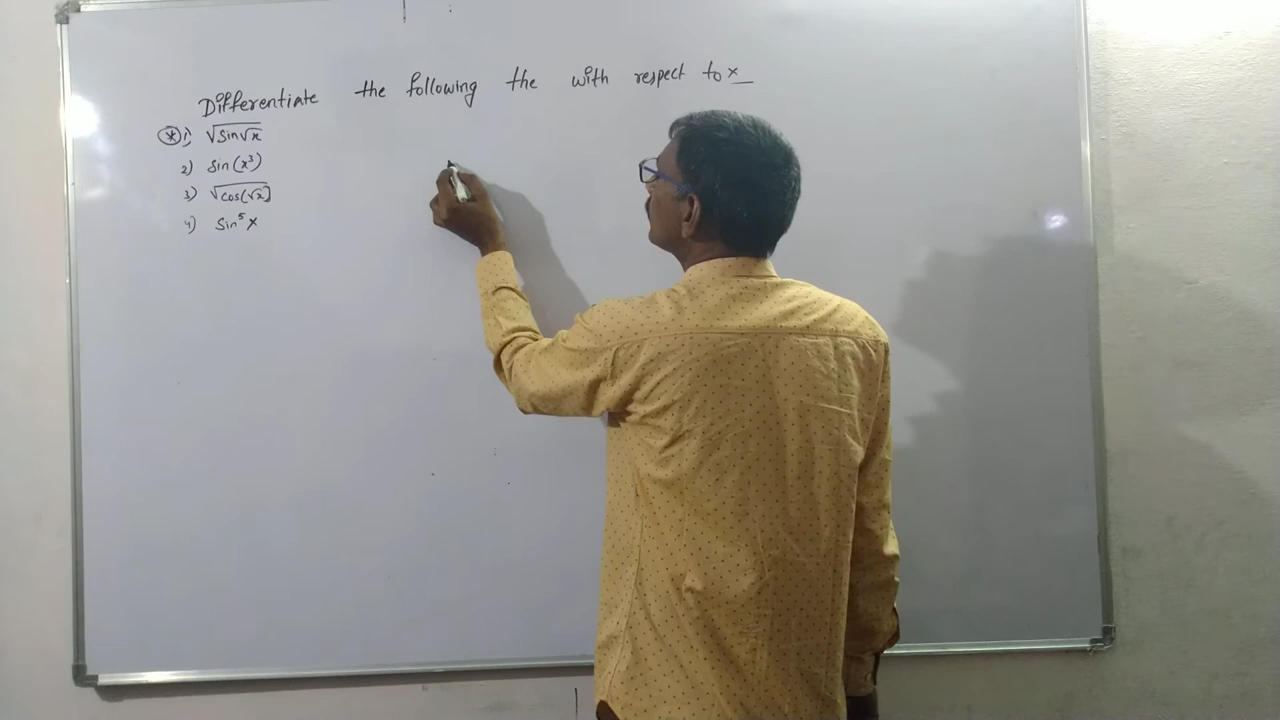 Differentiate the following the with respect to x
* 1) √sin√x
2) sin(x³)
3) √cos(√x)
4) Sin⁵x